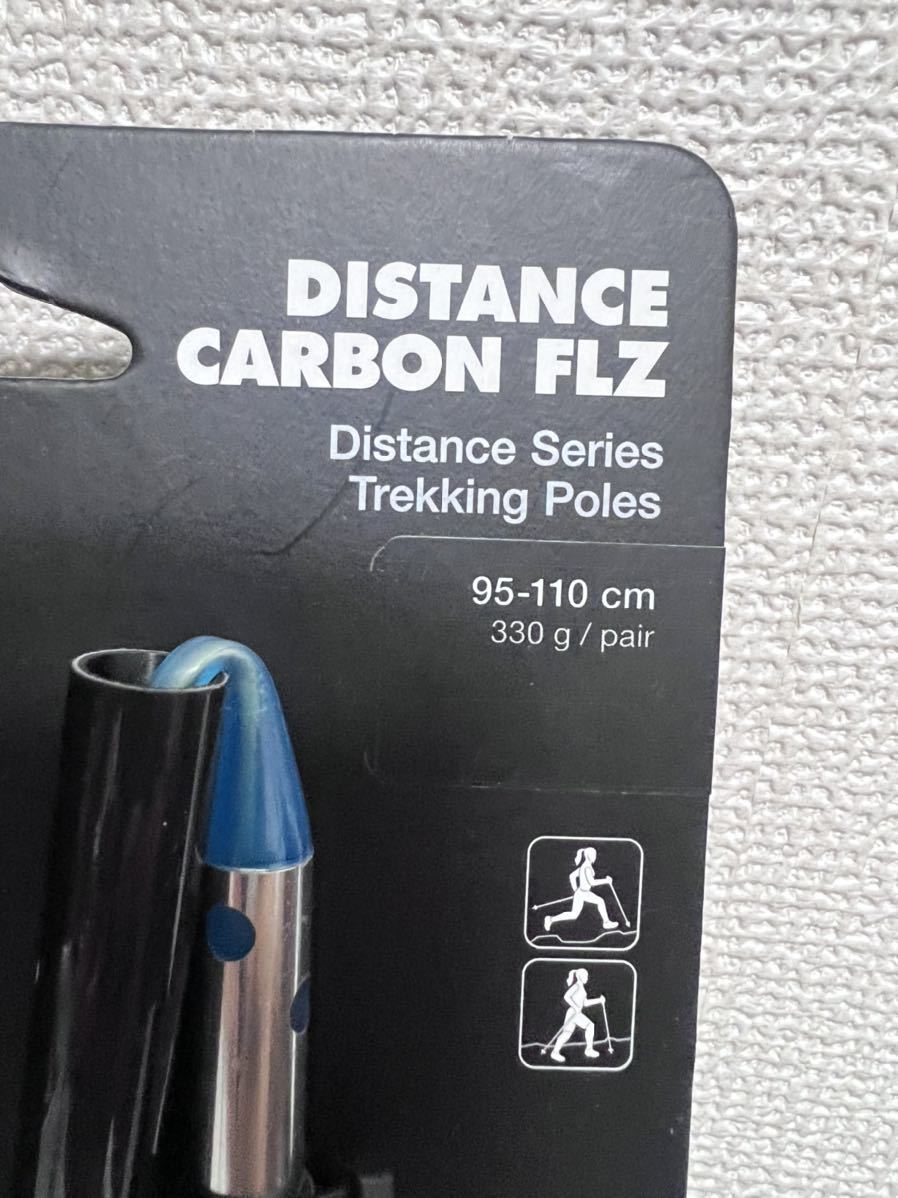 DISTANCE
CARBON FLZ
Distance Series
Trekking Poles
95-110 cm
330 g / pair